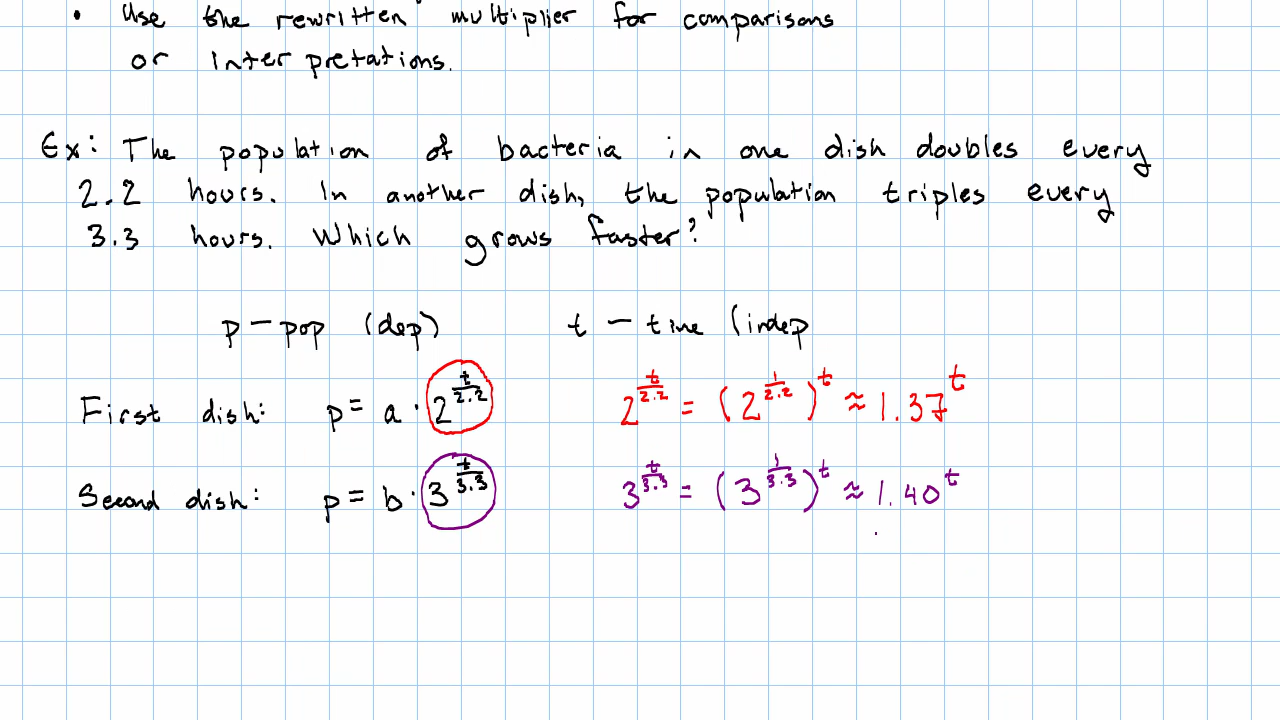 • Use the rewritten multiplier for comparisons
or interpretations.
Ex: The population of bacteria in one dish doubles every
2.2 hours. In another dish, the population triples every
3.3 hours. Which grows faster?
p – pop (dep) t – time (indep
First dish: p = a · 2^(t/2.2) 2^(t/2.2) = (2^(1/2.2))^t ≈ 1.37^t
Second dish: p = b · 3^(t/3.3) 3^(t/3.3) = (3^(1/3.3))^t ≈ 1.40^t